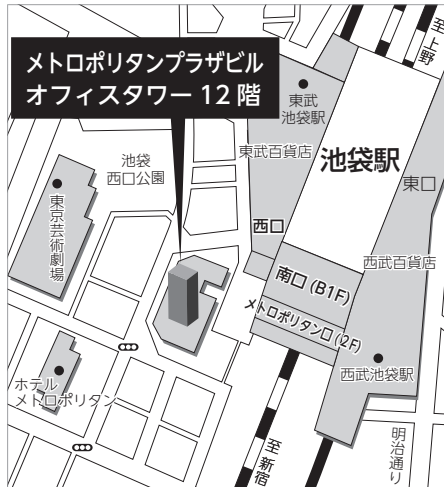 メトロポリタンプラザビル
オフィスタワー 12 階
至上野
東武
池袋駅
東武百貨店
池袋駅
東口
池袋
西口公園
東京芸術劇場
西口
西武百貨店
南口 (B1F)
メトロポリタン口 (2F)
西武池袋駅
ホテル
メトロポリタン
至新宿
明治通り